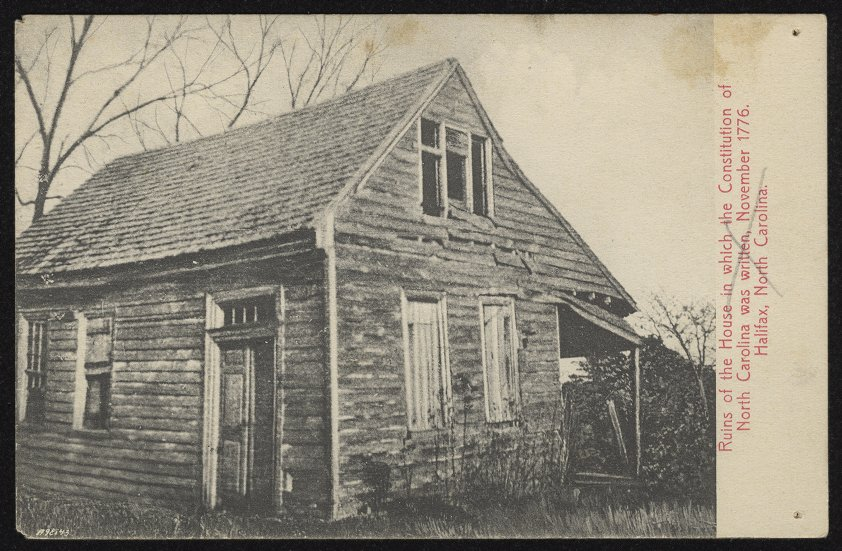 Ruins of the House in which the Constitution of
North Carolina was written, November 1776.
Halifax, North Carolina.